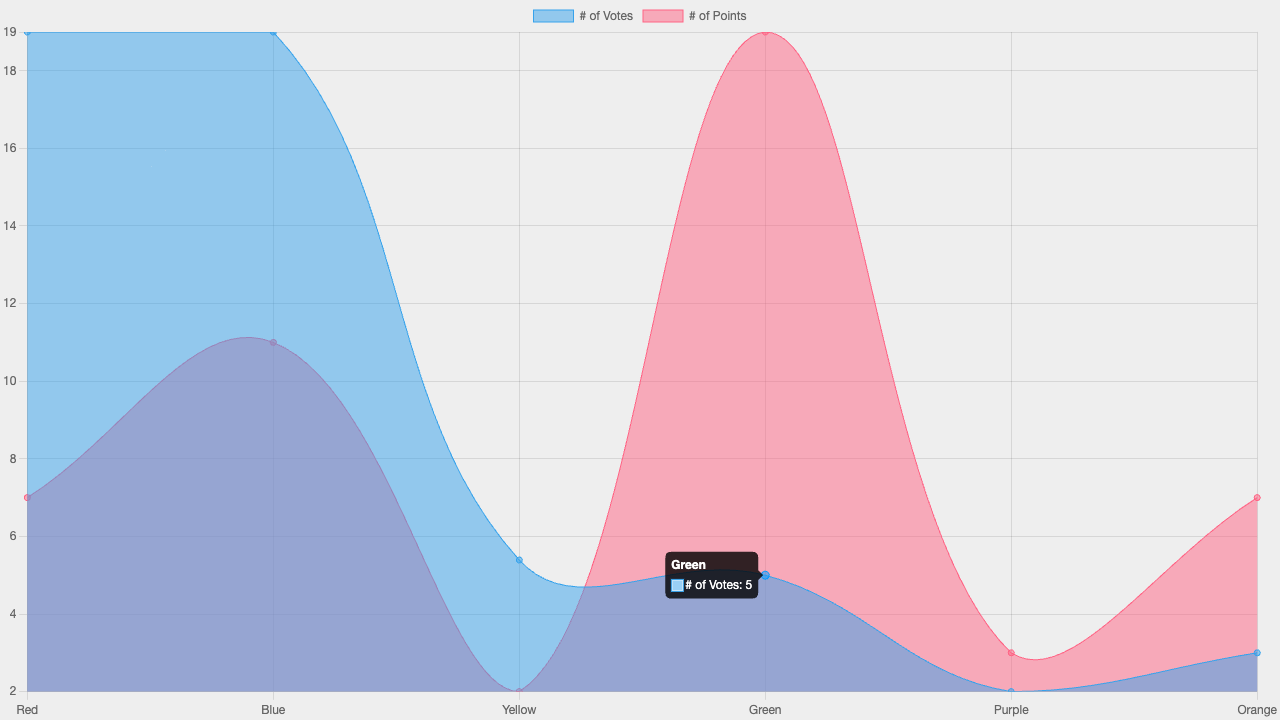 # of Votes # of Points
19
18
16
14
12
10
8
6
4
2
Green
# of Votes: 5
Red Blue Yellow Green Purple Orange